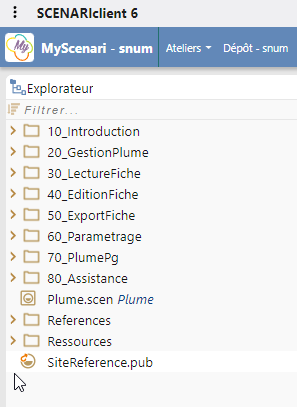 SCENARIclient 6
My MyScenari - snum Ateliers Dépôt - snum
Explorateur
Filtrer...
10_Introduction
20_GestionPlume
30_LectureFiche
40_EditionFiche
50_ExportFiche
60_Parametrage
70_PlumePg
80_Assistance
Plume.scen Plume
References
Ressources
SiteReference.pub